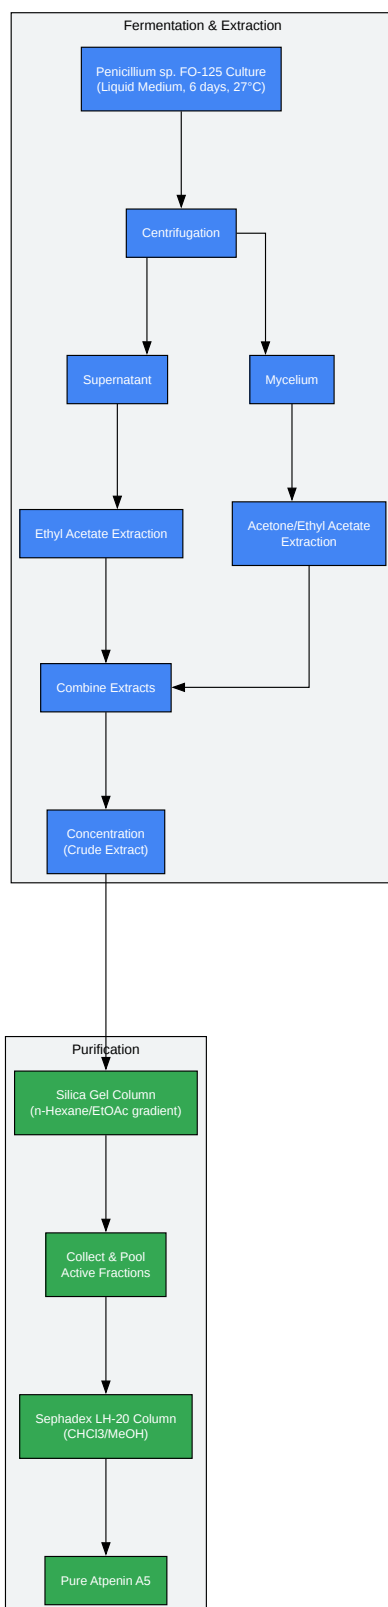 Fermentation & Extraction
Penicillium sp. FO-125 Culture
(Liquid Medium, 6 days, 27°C)
Centrifugation
Supernatant
Mycelium
Ethyl Acetate Extraction
Acetone/Ethyl Acetate
Extraction
Combine Extracts
Concentration
(Crude Extract)
Purification
Silica Gel Column
(n-Hexane/EtOAc gradient)
Collect & Pool
Active Fractions
Sephadex LH-20 Column
(CHCl3/MeOH)
Pure Atpenin A5